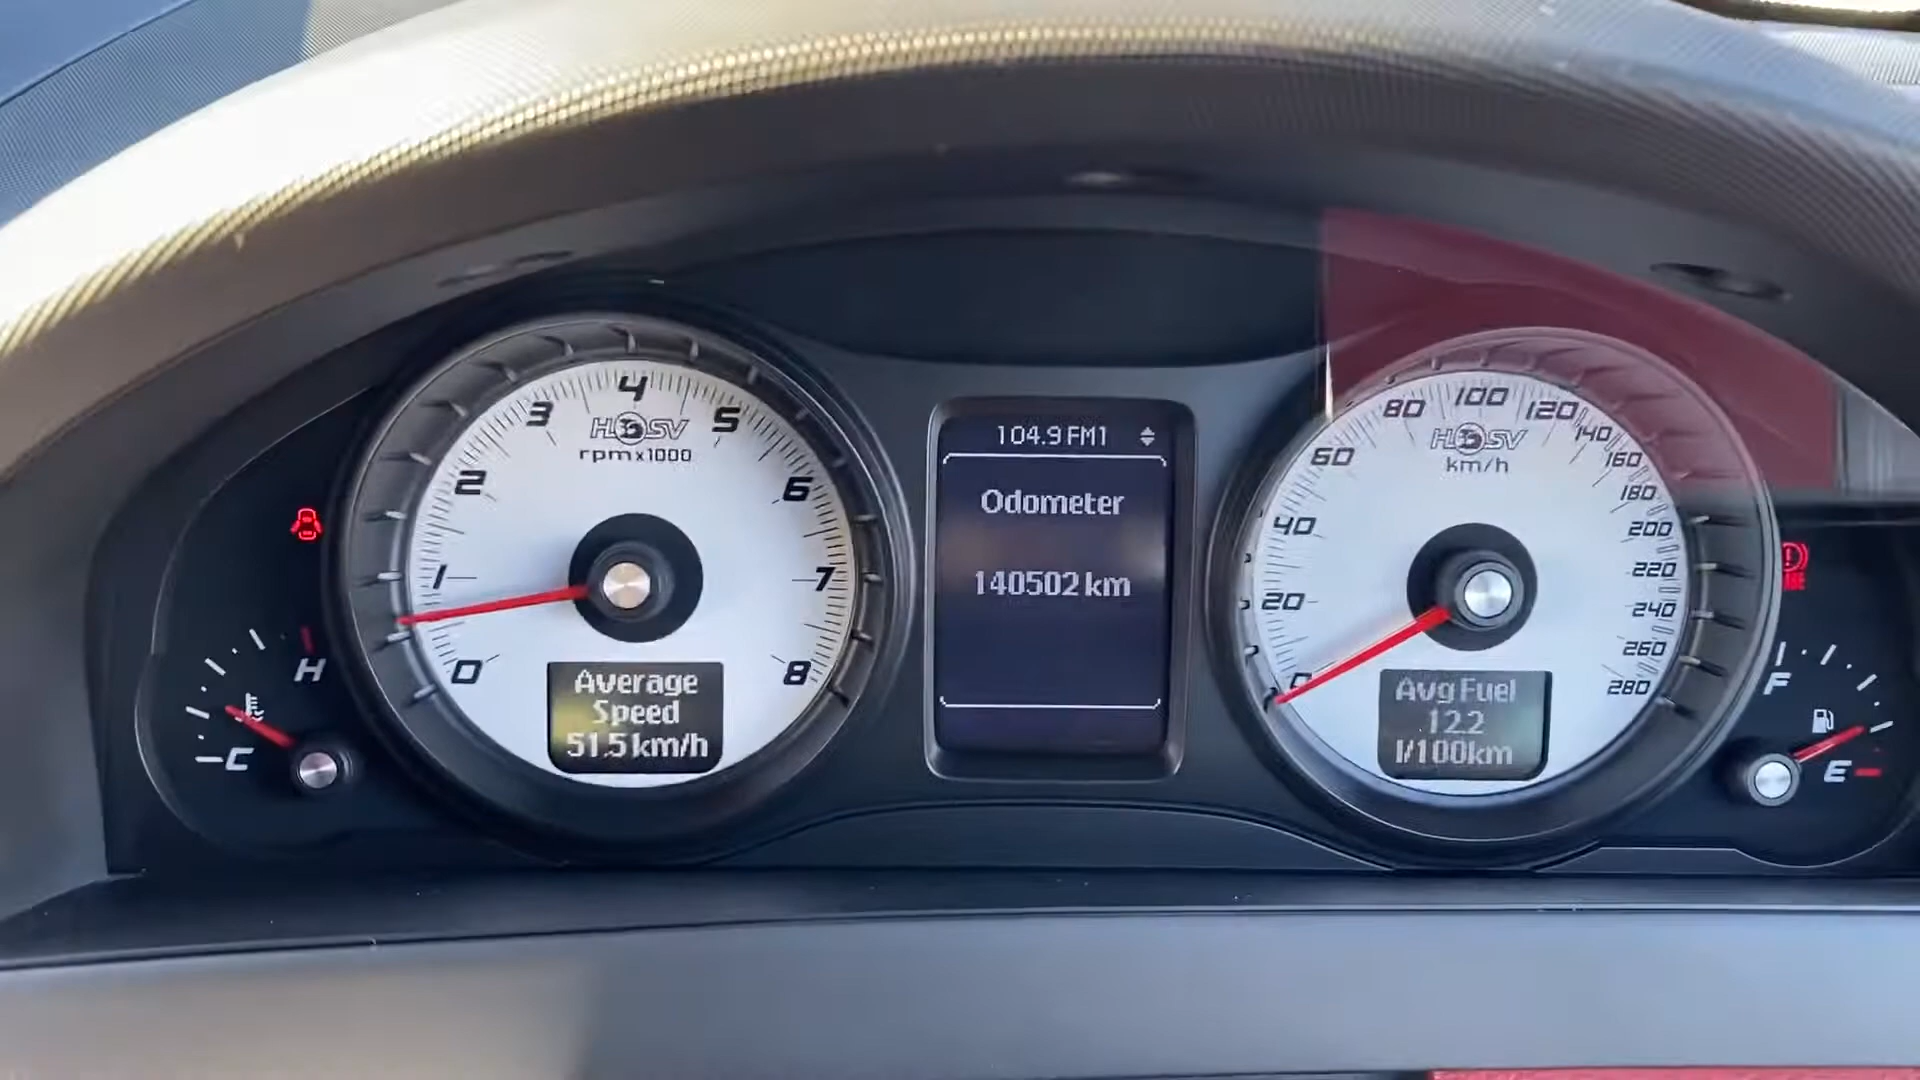 0
1
2
3
4
5
6
7
8
HSV
rpmx1000
Average
Speed
51.5 km/h
H
C
104.9 FM1
Odometer
140502 km
0
20
40
60
80
100
120
140
160
180
200
220
240
260
280
HSV
km/h
Avg Fuel
12.2
l/100km
F
E